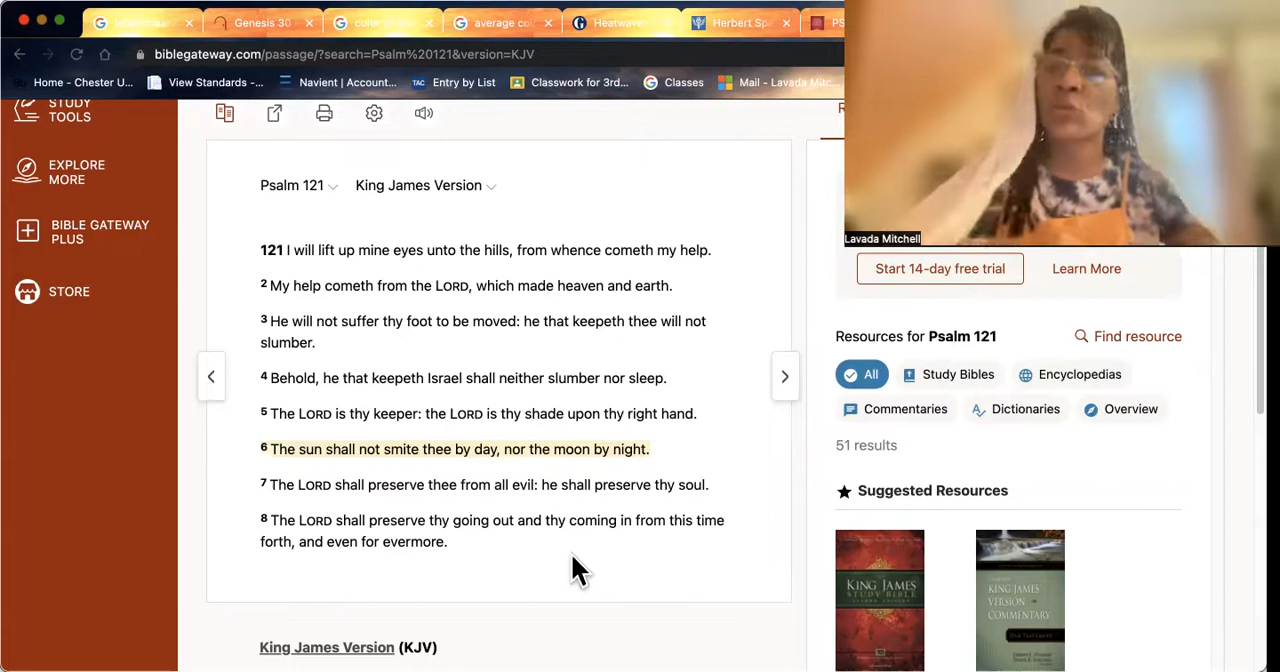 Genesis 30
average co
Heatwave
Herbert Spe
PS
biblegateway.com/passage/?search=Psalm%20121&version=KJV
Home - Chester U...
View Standards -...
Navient | Account...
TAC Entry by List
Classwork for 3rd...
Classes
Mail - Lavada Mitc...
STUDY
TOOLS
EXPLORE
MORE
BIBLE GATEWAY
PLUS
STORE
Psalm 121
King James Version
121 I will lift up mine eyes unto the hills, from whence cometh my help.
2 My help cometh from the LORD, which made heaven and earth.
3 He will not suffer thy foot to be moved: he that keepeth thee will not
slumber.
4 Behold, he that keepeth Israel shall neither slumber nor sleep.
5 The LORD is thy keeper: the LORD is thy shade upon thy right hand.
6 The sun shall not smite thee by day, nor the moon by night.
7 The LORD shall preserve thee from all evil: he shall preserve thy soul.
8 The LORD shall preserve thy going out and thy coming in from this time
forth, and even for evermore.
King James Version (KJV)
Lavada Mitchell
Start 14-day free trial
Learn More
Resources for Psalm 121
Find resource
All
Study Bibles
Encyclopedias
Commentaries
Dictionaries
Overview
51 results
Suggested Resources
KING JAMES
STUDY BIBLE
KING JAMES
VERSION
COMMENTARY